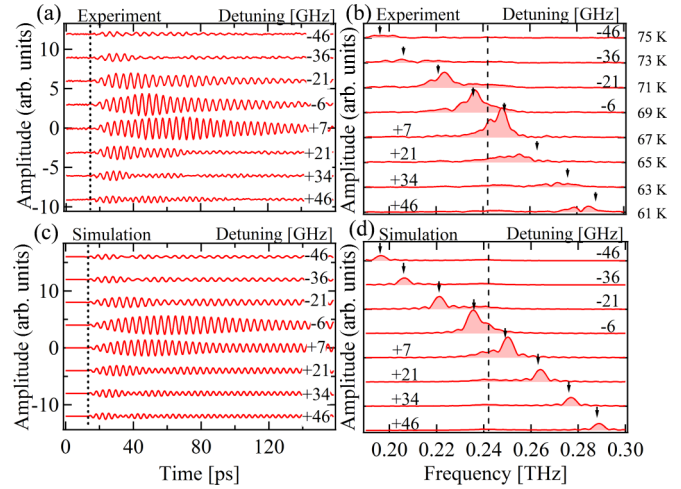 (a) Experiment Detuning [GHz]
10
0
-10
Amplitude (arb. units)
-46
-36
-21
-6
+7
+21
+34
+46
(b) Experiment Detuning [GHz]
Amplitude (arb. units)
-46 75 K
-36 73 K
-21 71 K
-6 69 K
+7 67 K
+21 65 K
+34 63 K
+46 61 K
(c) Simulation Detuning [GHz]
10
0
-10
Amplitude (arb. units)
-46
-36
-21
-6
+7
+21
+34
+46
0 40 80 120
Time [ps]
(d) Simulation Detuning [GHz]
Amplitude (arb. units)
-46
-36
-21
-6
+7
+21
+34
+46
0.20 0.22 0.24 0.26 0.28 0.30
Frequency [THz]